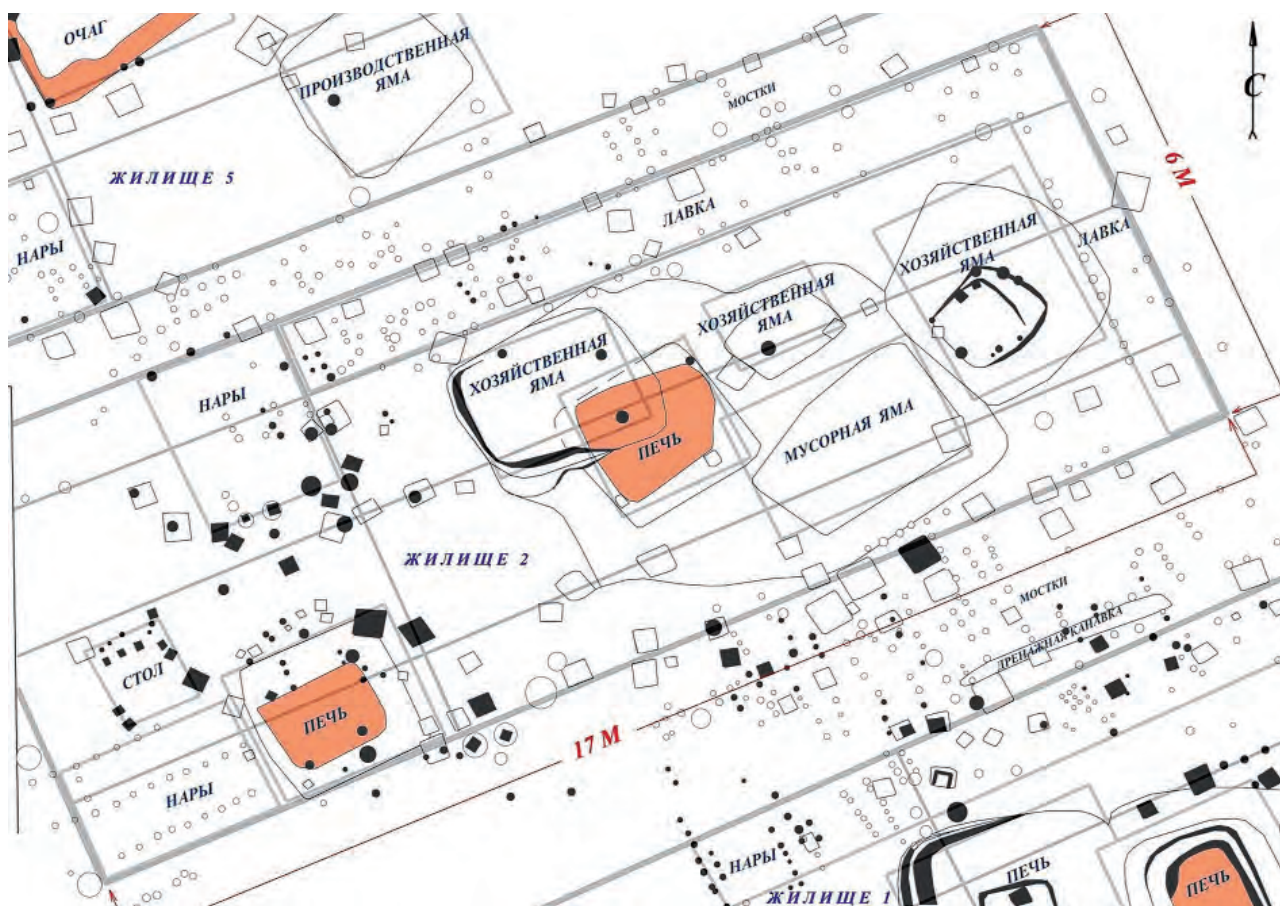 ОЧАГ
ПРОИЗВОДСТВЕННАЯ
ЯМА
МОСТКИ
С
6 М
ЖИЛИЩЕ 5
НАРЫ
ЛАВКА
ХОЗЯЙСТВЕННАЯ
ЯМА
ЛАВКА
ХОЗЯЙСТВЕННАЯ
ЯМА
ХОЗЯЙСТВЕННАЯ
ЯМА
НАРЫ
ПЕЧЬ
МУСОРНАЯ ЯМА
ЖИЛИЩЕ 2
МОСТКИ
ДРЕНАЖНАЯ КАНАВКА
СТОЛ
ПЕЧЬ
17 М
НАРЫ
НАРЫ
ПЕЧЬ
ПЕЧЬ
ЖИЛИЩЕ 1